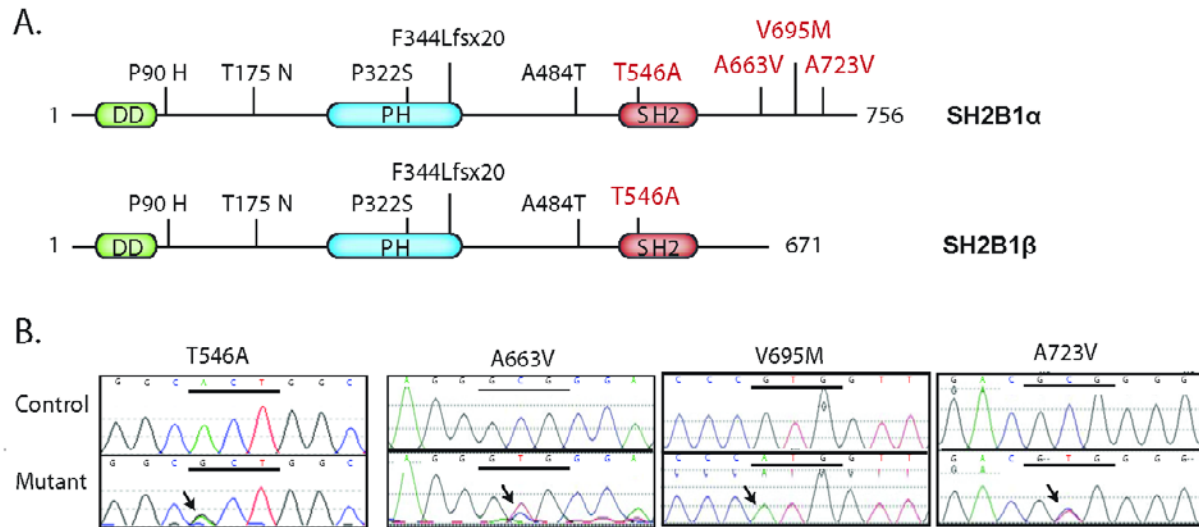 A.
V695M
F344Lfsx20
P90 H T175 N P322S A484T T546A A663V A723V
1 DD PH SH2 756 SH2B1α
F344Lfsx20
P90 H T175 N P322S A484T T546A
1 DD PH SH2 671 SH2B1β
B.
T546A A663V V695M A723V
Control
G G C A C T G G C
A G G G C G G G A
C C C G T G G T T
G A C G C G G G G
Mutant
G G C G C T G G C
A G G G T G G G A
C C C A T G G T T
G A C G T G G G G